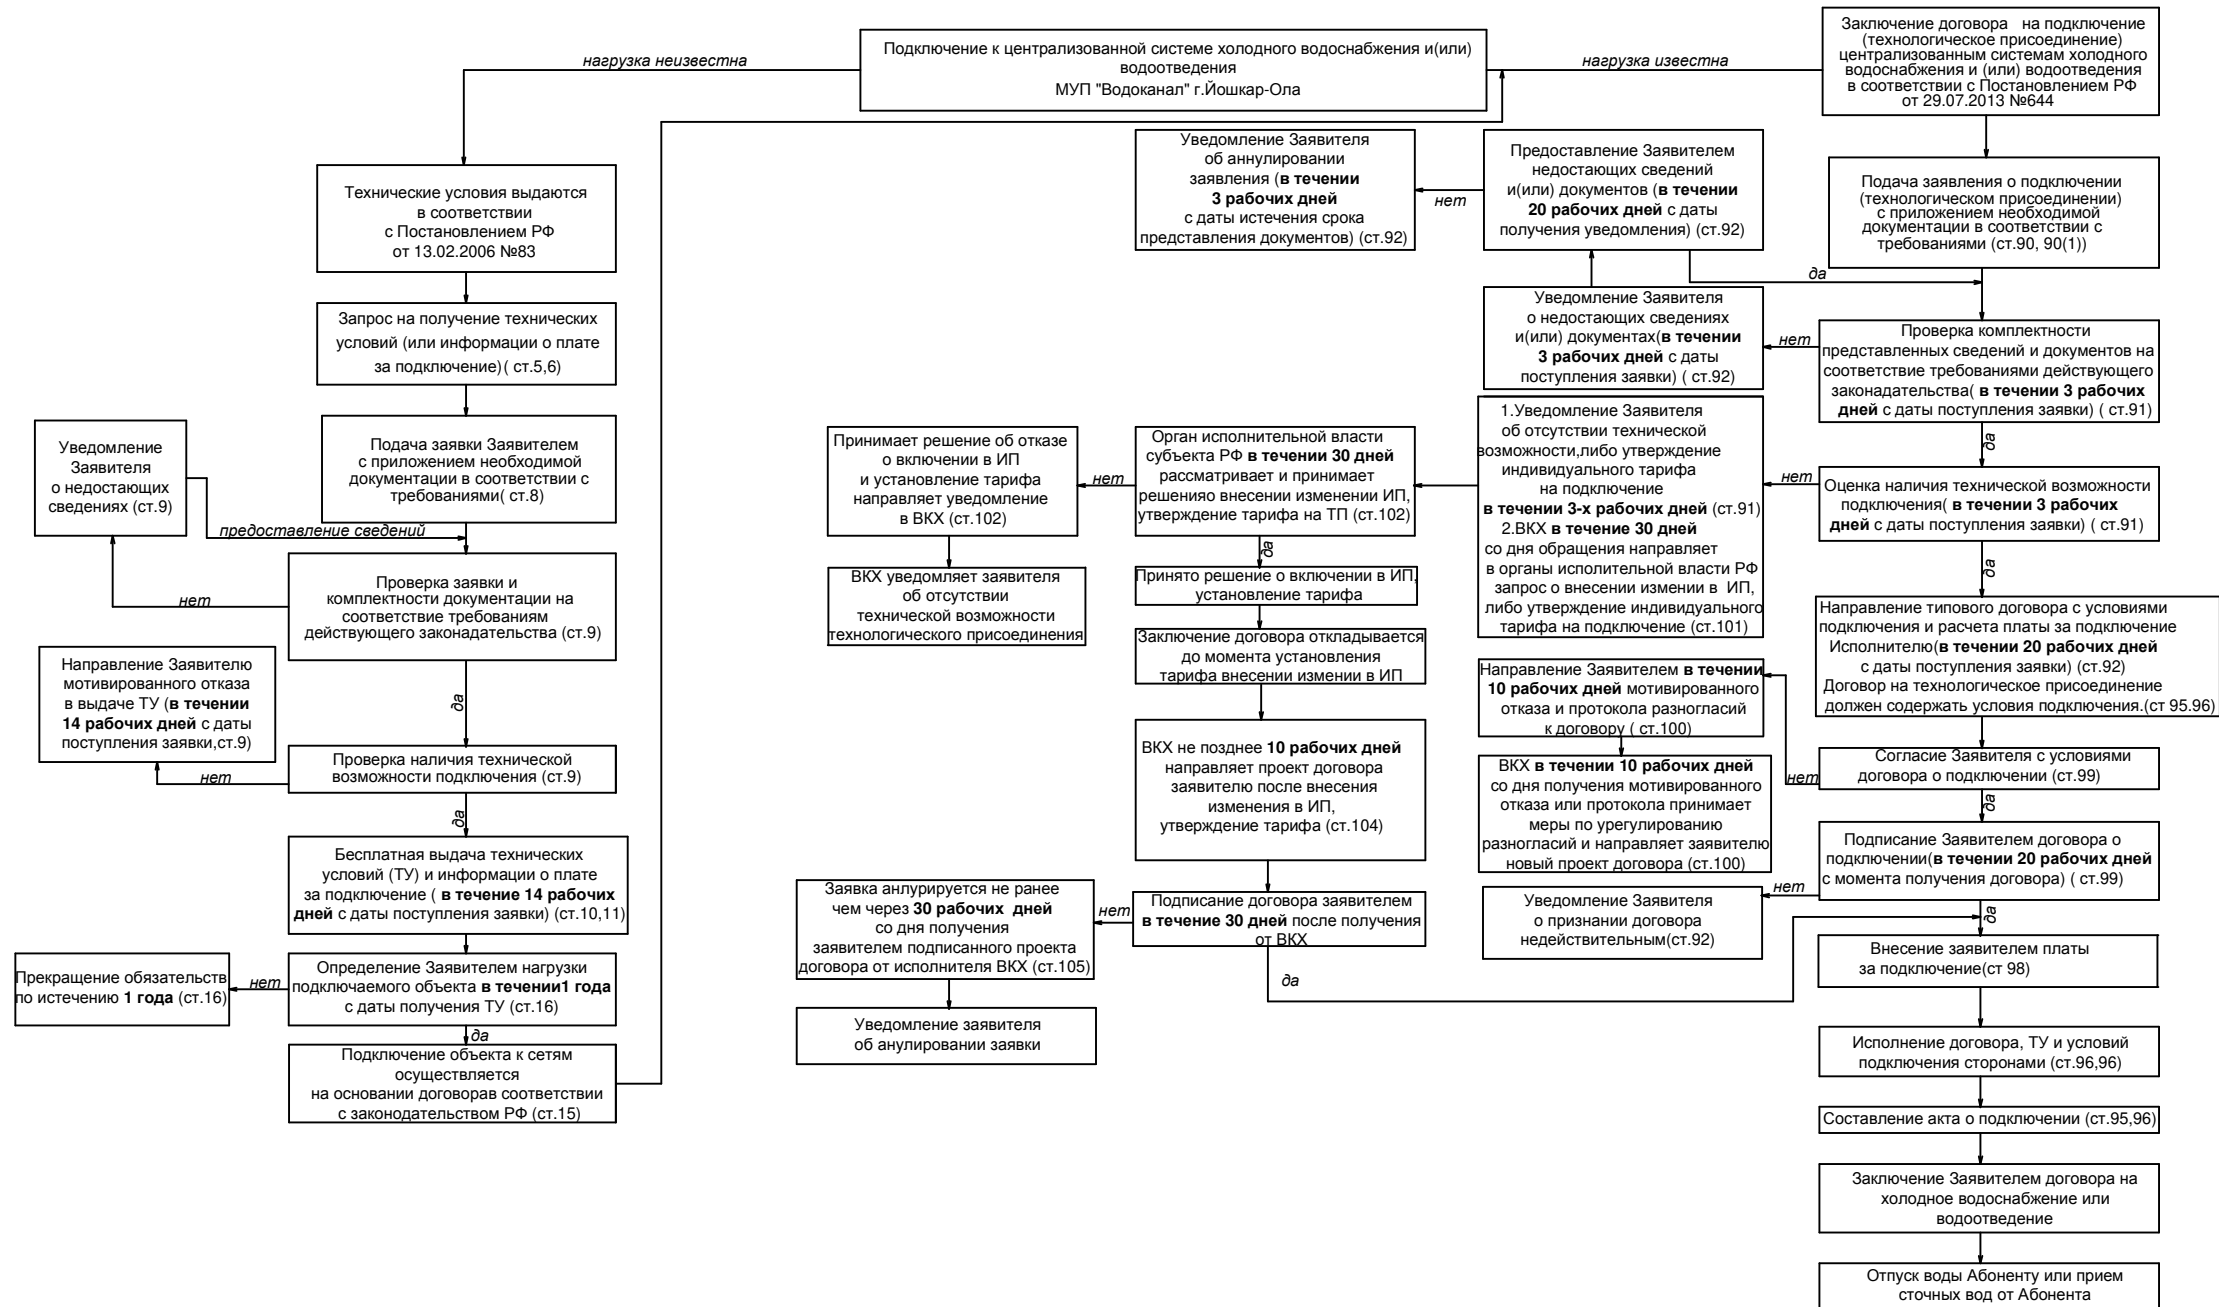 Подключение к централизованной системе холодного водоснабжения и(или)
водоотведения
МУП "Водоканал" г.Йошкар-Ола
нагрузка неизвестна
нагрузка известна
Заключение договора на подключение
(технологическое присоединение)
централизованным системам холодного
водоснабжения и (или) водоотведения
в соответствии с Постановлением РФ
от 29.07.2013 №644
Технические условия выдаются
в соответствии
с Постановлением РФ
от 13.02.2006 №83
Запрос на получение технических
условий (или информации о плате
за подключение)( ст.5,6)
Подача заявки Заявителем
с приложением необходимой
документации в соответствии с
требованиями( ст.8)
Уведомление
Заявителя
о недостающих
сведениях (ст.9)
предоставление сведений
нет
Проверка заявки и
комплектности документации на
соответствие требованиям
действующего законадательства (ст.9)
Направление Заявителю
мотивированного отказа
в выдаче ТУ (в течении
14 рабочих дней с даты
поступления заявки,ст.9)
да
нет
Проверка наличия технической
возможности подключения (ст.9)
да
Бесплатная выдача технических
условий (ТУ) и информации о плате
за подключение ( в течение 14 рабочих
дней с даты поступления заявки) (ст.10,11)
Прекращение обязательств
по истечению 1 года (ст.16)
нет
Определение Заявителем нагрузки
подключаемого объекта в течении1 года
с даты получения ТУ (ст.16)
да
Подключение объекта к сетям
осуществляется
на основании договорав соответствии
с законодательством РФ (ст.15)
Уведомление Заявителя
об аннулировании
заявления (в течении
3 рабочих дней
с даты истечения срока
представления документов) (ст.92)
нет
Предоставление Заявителем
недостающих сведений
и(или) документов (в течении
20 рабочих дней с даты
получения уведомления) (ст.92)
да
Подача заявления о подключении
(технологическом присоединении)
с приложением необходимой
документации в соответствии с
требованиями (ст.90, 90(1))
Уведомление Заявителя
о недостающих сведениях
и(или) документах(в течении
3 рабочих дней с даты
поступления заявки) ( ст.92)
нет
Проверка комплектности
представленных сведений и документов на
соответствие требованиями действующего
законадательства( в течении 3 рабочих
дней с даты поступления заявки) ( ст.91)
да
Принимает решение об отказе
о включении в ИП
и установление тарифа
направляет уведомление
в ВКХ (ст.102)
нет
Орган исполнительной власти
субъекта РФ в течении 30 дней
рассматривает и принимает
решенияо внесении изменении ИП,
утверждение тарифа на ТП (ст.102)
1.Уведомление Заявителя
об отсутствии технической
возможности,либо утверждение
индивидуального тарифа
на подключение
в течении 3-х рабочих дней (ст.91)
2.ВКХ в течение 30 дней
со дня обращения направляет
в органы исполительной власти РФ
запрос о внесении измении в ИП,
либо утверждение индивидуального
тарифа на подключение (ст.101)
нет
Оценка наличия технической возможности
подключения( в течении 3 рабочих
дней с даты поступления заявки) ( ст.91)
да
ВКХ уведомляет заявителя
об отсутствии
технической возможности
технологического присоединения
да
Принято решение о включении в ИП,
установление тарифа
Заключение договора откладывается
до момента установления
тарифа внесении измении в ИП
ВКХ не позднее 10 рабочих дней
направляет проект договора
заявителю после внесения
изменения в ИП,
утверждение тарифа (ст.104)
Заявка анлурируется не ранее
чем через 30 рабочих дней
со дня получения
заявителем подписанного проекта
договора от исполнителя ВКХ (ст.105)
нет
Подписание договора заявителем
в течение 30 дней после получения
от ВКХ
да
Уведомление заявителя
об анулировании заявки
Направление типового договора с условиями
подключения и расчета платы за подключение
Исполнителю(в течении 20 рабочих дней
с даты поступления заявки) (ст.92)
Договор на технологическое присоединение
должен содержать условия подключения.(ст 95.96)
Направление Заявителем в течении
10 рабочих дней мотивированного
отказа и протокола разногласий
к договору ( ст.100)
нет
Согласие Заявителя с условиями
договора о подключении (ст.99)
да
ВКХ в течении 10 рабочих дней
со дня получения мотивированного
отказа или протокола принимает
меры по урегулированию
разногласий и направляет заявителю
новый проект договора (ст.100)
Подписание Заявителем договора о
подключении(в течении 20 рабочих дней
с момента получения договора) ( ст.99)
нет
Уведомление Заявителя
о признании договора
недействительным(ст.92)
да
Внесение заявителем платы
за подключение(ст 98)
Исполнение договора, ТУ и условий
подключения сторонами (ст.96,96)
Составление акта о подключении (ст.95,96)
Заключение Заявителем договора на
холодное водоснабжение или
водоотведение
Отпуск воды Абоненту или прием
сточных вод от Абонента